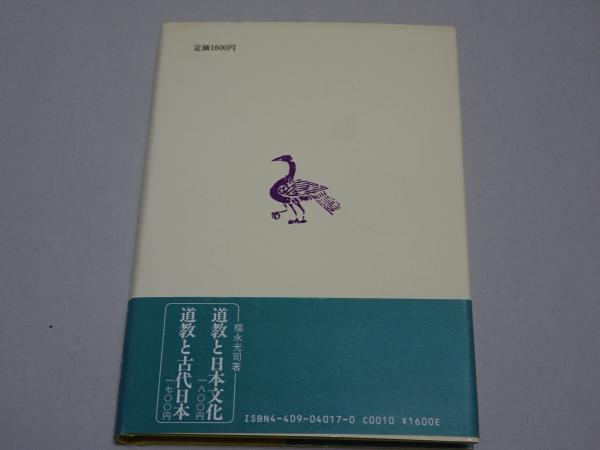 定価1600円
福永光司著
道教と日本文化
一八〇〇円
道教と古代日本
一七〇〇円
ISBN4-409-04017-0 C0010 ¥1600E